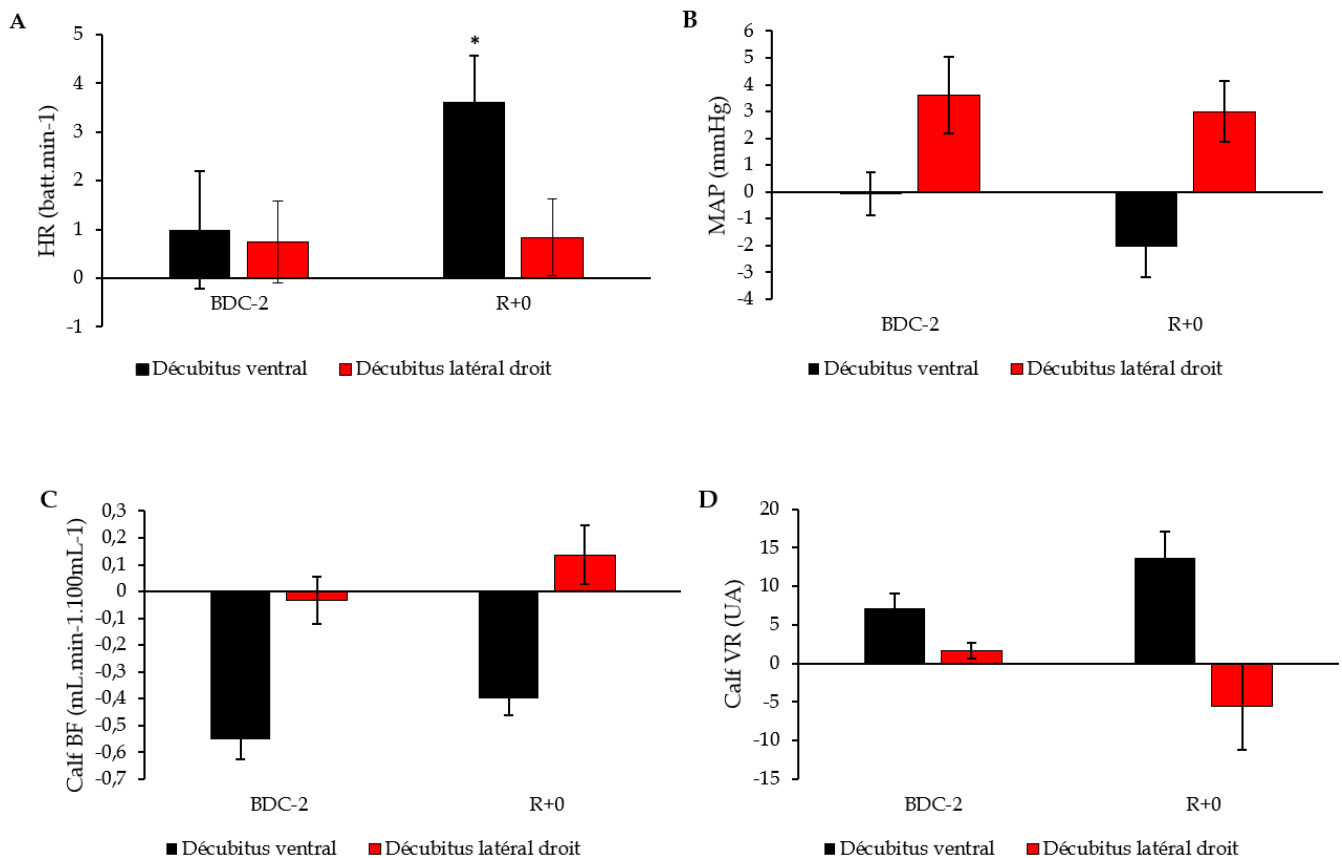 A
HR (batt.min-1)
5
4
3
2
1
0
-1
*
BDC-2
R+0
Décubitus ventral
Décubitus latéral droit
B
MAP (mmHg)
6
5
4
3
2
1
0
-1
-2
-3
-4
BDC-2
R+0
Décubitus ventral
Décubitus latéral droit
C
Calf BF (mL.min-1.100mL-1)
0,3
0,2
0,1
0
-0,1
-0,2
-0,3
-0,4
-0,5
-0,6
-0,7
BDC-2
R+0
Décubitus ventral
Décubitus latéral droit
D
Calf VR (UA)
20
15
10
5
0
-5
-10
-15
BDC-2
R+0
Décubitus ventral
Décubitus latéral droit